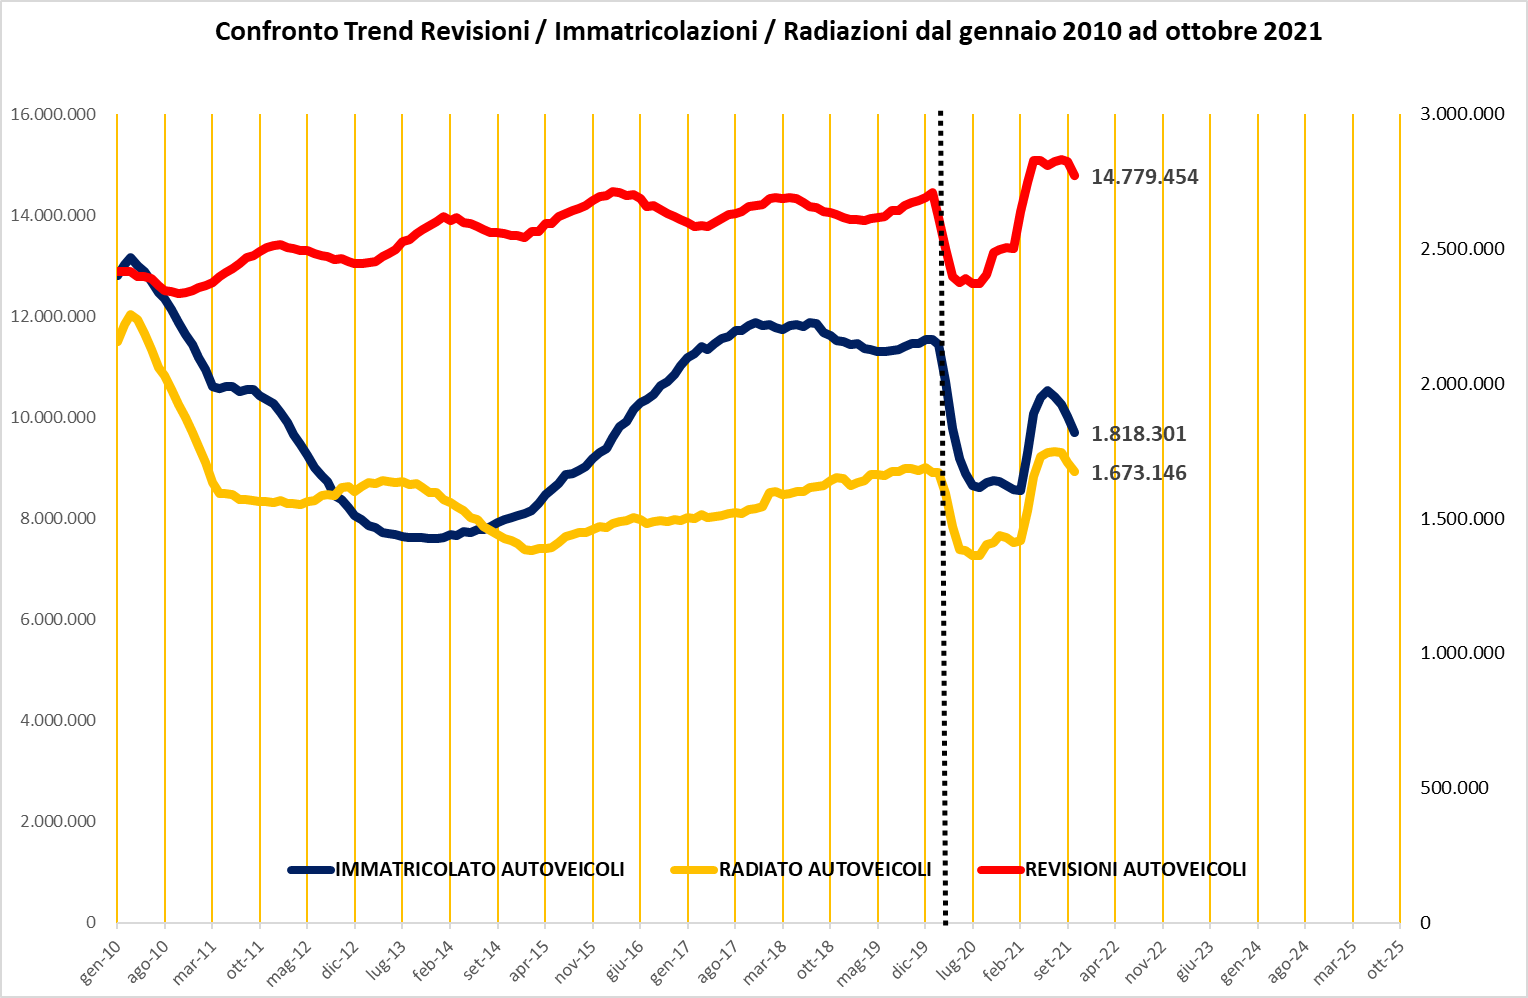 Confronto Trend Revisioni / Immatricolazioni / Radiazioni dal gennaio 2010 ad ottobre 2021
16.000.000
14.000.000
12.000.000
10.000.000
8.000.000
6.000.000
4.000.000
2.000.000
0
3.000.000
2.500.000
2.000.000
1.500.000
1.000.000
500.000
0
14.779.454
1.818.301
1.673.146
IMMATRICOLATO AUTOVEICOLI
RADIATO AUTOVEICOLI
REVISIONI AUTOVEICOLI
gen-10
ago-10
mar-11
ott-11
mag-12
dic-12
lug-13
feb-14
set-14
apr-15
nov-15
giu-16
gen-17
ago-17
mar-18
ott-18
mag-19
dic-19
lug-20
feb-21
set-21
apr-22
nov-22
giu-23
gen-24
ago-24
mar-25
ott-25